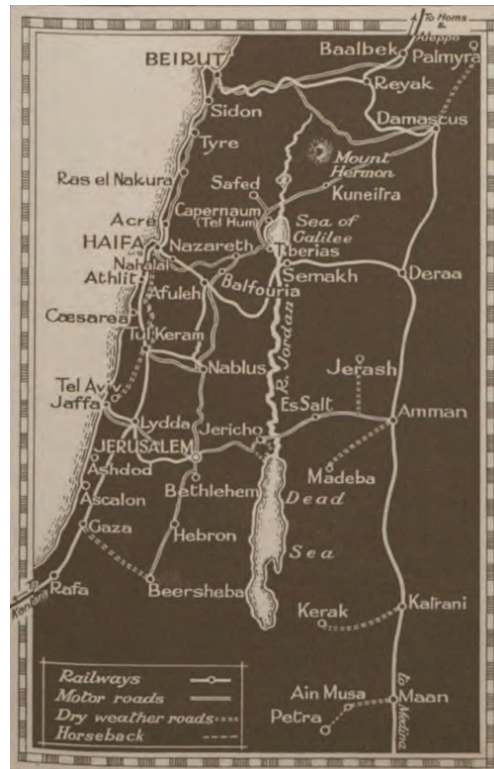 To Homs &
Aleppo
Baalbek
Palmyra
BEIRUT
Reyak
Sidon
Damascus
Tyre
Mount
Hermon
Ras el Nakura
Safed
Kuneitra
Capernaum
(Tel Hum)
Sea of
Galilee
Acre
HAIFA
Nazareth
Tiberias
Nahalal
Semakh
Deraa
Athlit
Balfouria
Afuleh
Cæsarea
Tul Keram
R. Jordan
Nablus
Jerash
Tel Aviv
Jaffa
Es Salt
Amman
Lydda
Jericho
JERUSALEM
Ashdod
Madeba
Bethlehem
Dead
Sea
Ascalon
Gaza
Hebron
Rafa
Beersheba
To
Kantara
Kerak
Katrani
Railways
Motor roads
Dry weather roads
Horseback
Ain Musa
Maan
Petra
to Medina